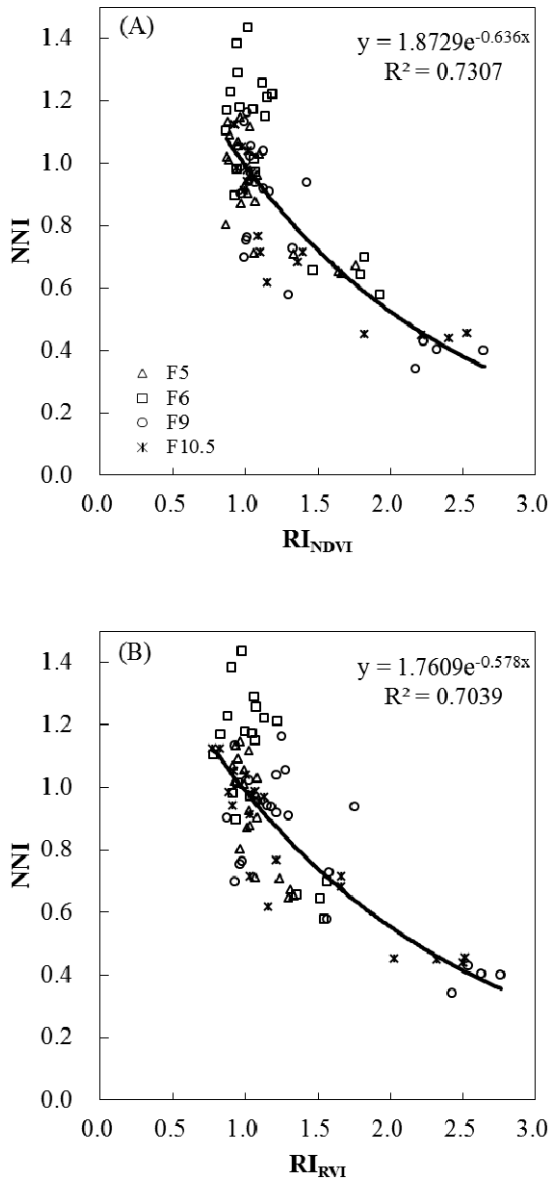 (A)
y = 1.8729e^-0.636x
R² = 0.7307
1.4
1.2
1.0
0.8
0.6
0.4
0.2
0.0
NNI
F5
F6
F9
F10.5
0.0 0.5 1.0 1.5 2.0 2.5 3.0
RI_NDVI
(B)
y = 1.7609e^-0.578x
R² = 0.7039
1.4
1.2
1.0
0.8
0.6
0.4
0.2
0.0
NNI
0.0 0.5 1.0 1.5 2.0 2.5 3.0
RI_RVI